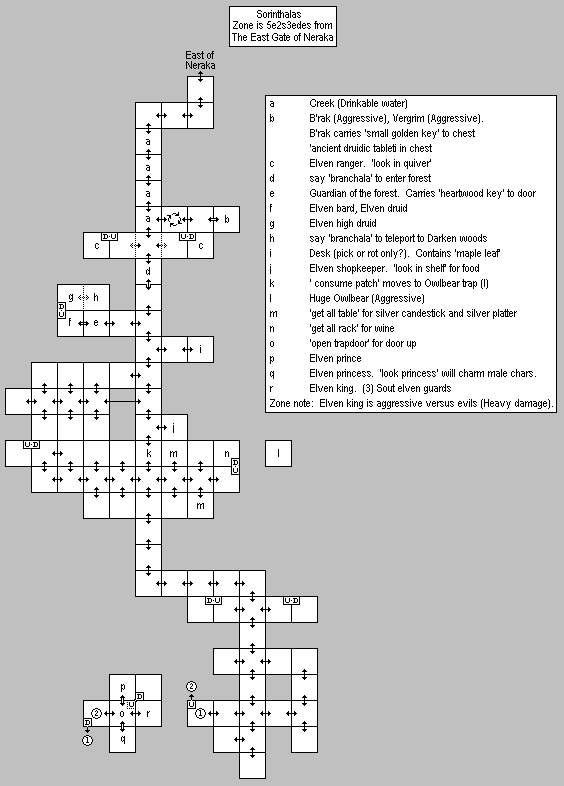 Sorinthalas
Zone is 5e2s3edes from
The East Gate of Neraka
East of
Neraka
a Creek (Drinkable water)
b B'rak (Aggressive), Vergrim (Aggressive).
B'rak carries 'small golden key' to chest
'ancient druidic tableti in chest
c Elven ranger. 'look in quiver'
d say 'branchala' to enter forest
e Guardian of the forest. Carries 'heartwood key' to door
f Elven bard, Elven druid
g Elven high druid
h say 'branchala' to teleport to Darken woods
i Desk (pick or rot only?). Contains 'maple leaf'
j Elven shopkeeper. 'look in shelf' for food
k ' consume patch' moves to Owlbear trap (l)
l Huge Owlbear (Aggressive)
m 'get all table' for silver candestick and silver platter
n 'get all rack' for wine
o 'open trapdoor' for door up
p Elven prince
q Elven princess. 'look princess' will charm male chars.
r Elven king. (3) Sout elven guards
Zone note: Elven king is aggressive versus evils (Heavy damage).
a
a
a
a b
D·U U·D
c c
d
g h
D U
f e
i
j
U·D
k m n l
D U
m
D·U U·D
p 2
D U U
2 o r 1
D
1 q